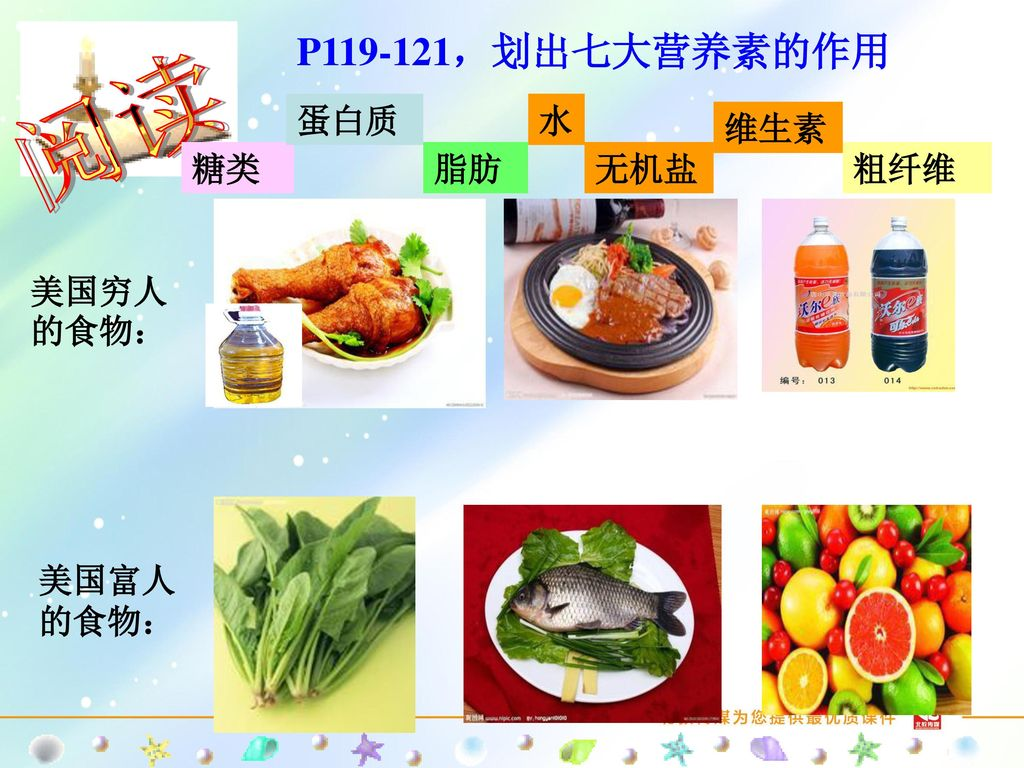 阅读
P119-121，划出七大营养素的作用
蛋白质
水
维生素
糖类
脂肪
无机盐
粗纤维
美国穷人
的食物：
沃尔e族
沃尔e族
可乐
编号： 013 014
美国富人
的食物：
媒为您提供最优质课件